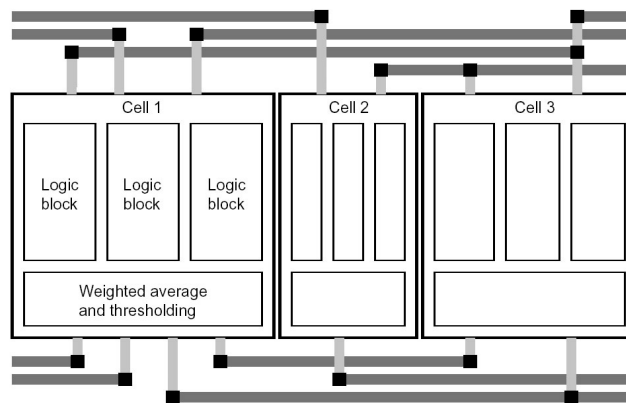 Cell 1
Cell 2
Cell 3
Logic
block
Logic
block
Logic
block
Weighted average
and thresholding